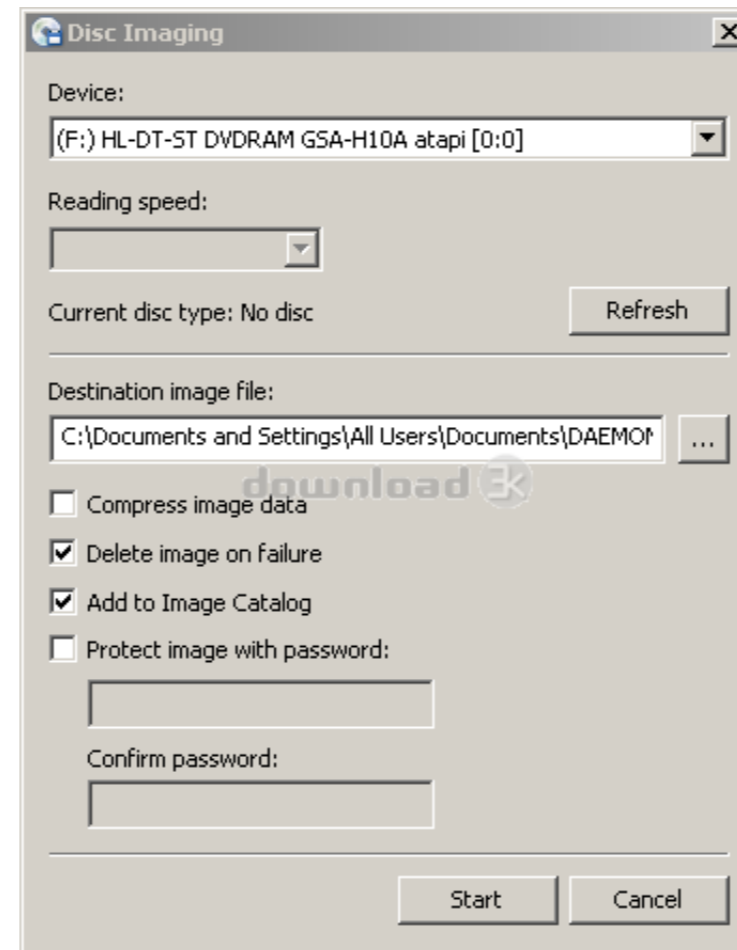 Disc Imaging
Device:
(F:) HL-DT-ST DVDRAM GSA-H10A atapi [0:0]
Reading speed:
Current disc type: No disc
Refresh
Destination image file:
C:\Documents and Settings\All Users\Documents\DAEMON
...
download 3k
Compress image data
Delete image on failure
Add to Image Catalog
Protect image with password:
Confirm password:
Start
Cancel